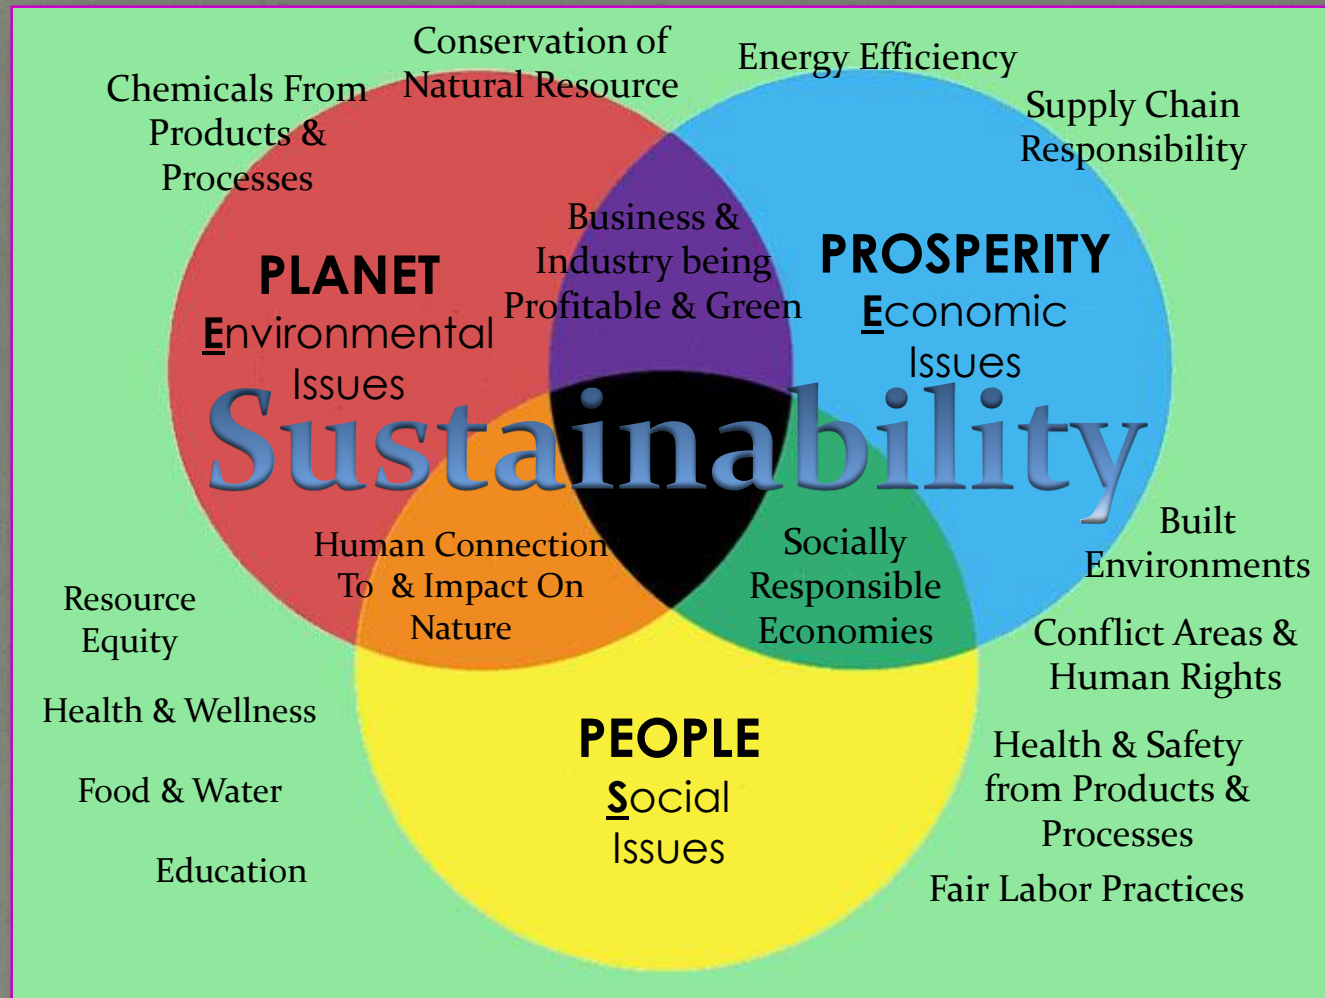 Conservation of
Natural Resource
Energy Efficiency
Chemicals From
Products &
Processes
Supply Chain
Responsibility
Business &
Industry being
Profitable & Green
PLANET
Environmental
Issues
PROSPERITY
Economic
Issues
Sustainability
Human Connection
To & Impact On
Nature
Socially
Responsible
Economies
Built
Environments
Resource
Equity
Conflict Areas &
Human Rights
Health & Wellness
PEOPLE
Social
Issues
Health & Safety
from Products &
Processes
Food & Water
Education
Fair Labor Practices